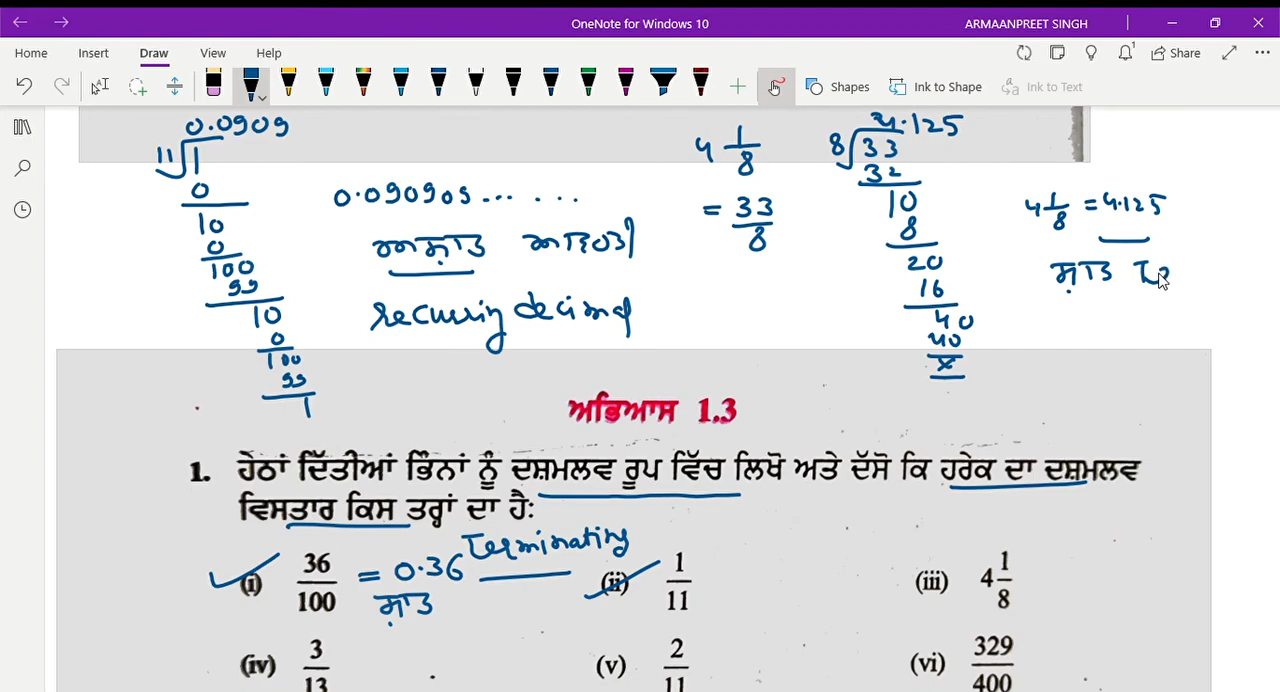 OneNote for Windows 10
ARMAANPREET SINGH
Home Insert Draw View Help
Share
Shapes
Ink to Shape
Ink to Text
0.0909
11 1
0
10
0
100
99
10
0
100
99
1
0.090909... ...
ਅਸ਼ਾਂਤ ਆਵਰਤੀ
recurring decimal
4 1/8
= 33/8
4.125
8 33
32
10
8
20
16
40
40
×
4 1/8 = 4.125
ਸ਼ਾਂਤ
ਅਭਿਆਸ 1.3
1. ਹੇਠਾਂ ਦਿੱਤੀਆਂ ਭਿੰਨਾਂ ਨੂੰ ਦਸ਼ਮਲਵ ਰੂਪ ਵਿੱਚ ਲਿਖੋ ਅਤੇ ਦੱਸੋ ਕਿ ਹਰੇਕ ਦਾ ਦਸ਼ਮਲਵ
ਵਿਸਤਾਰ ਕਿਸ ਤਰ੍ਹਾਂ ਦਾ ਹੈ:
(i) 36/100 = 0.36 Terminating
ਸ਼ਾਂਤ
(ii) 1/11
(iii) 4 1/8
(iv) 3/13
(v) 2/11
(vi) 329/400